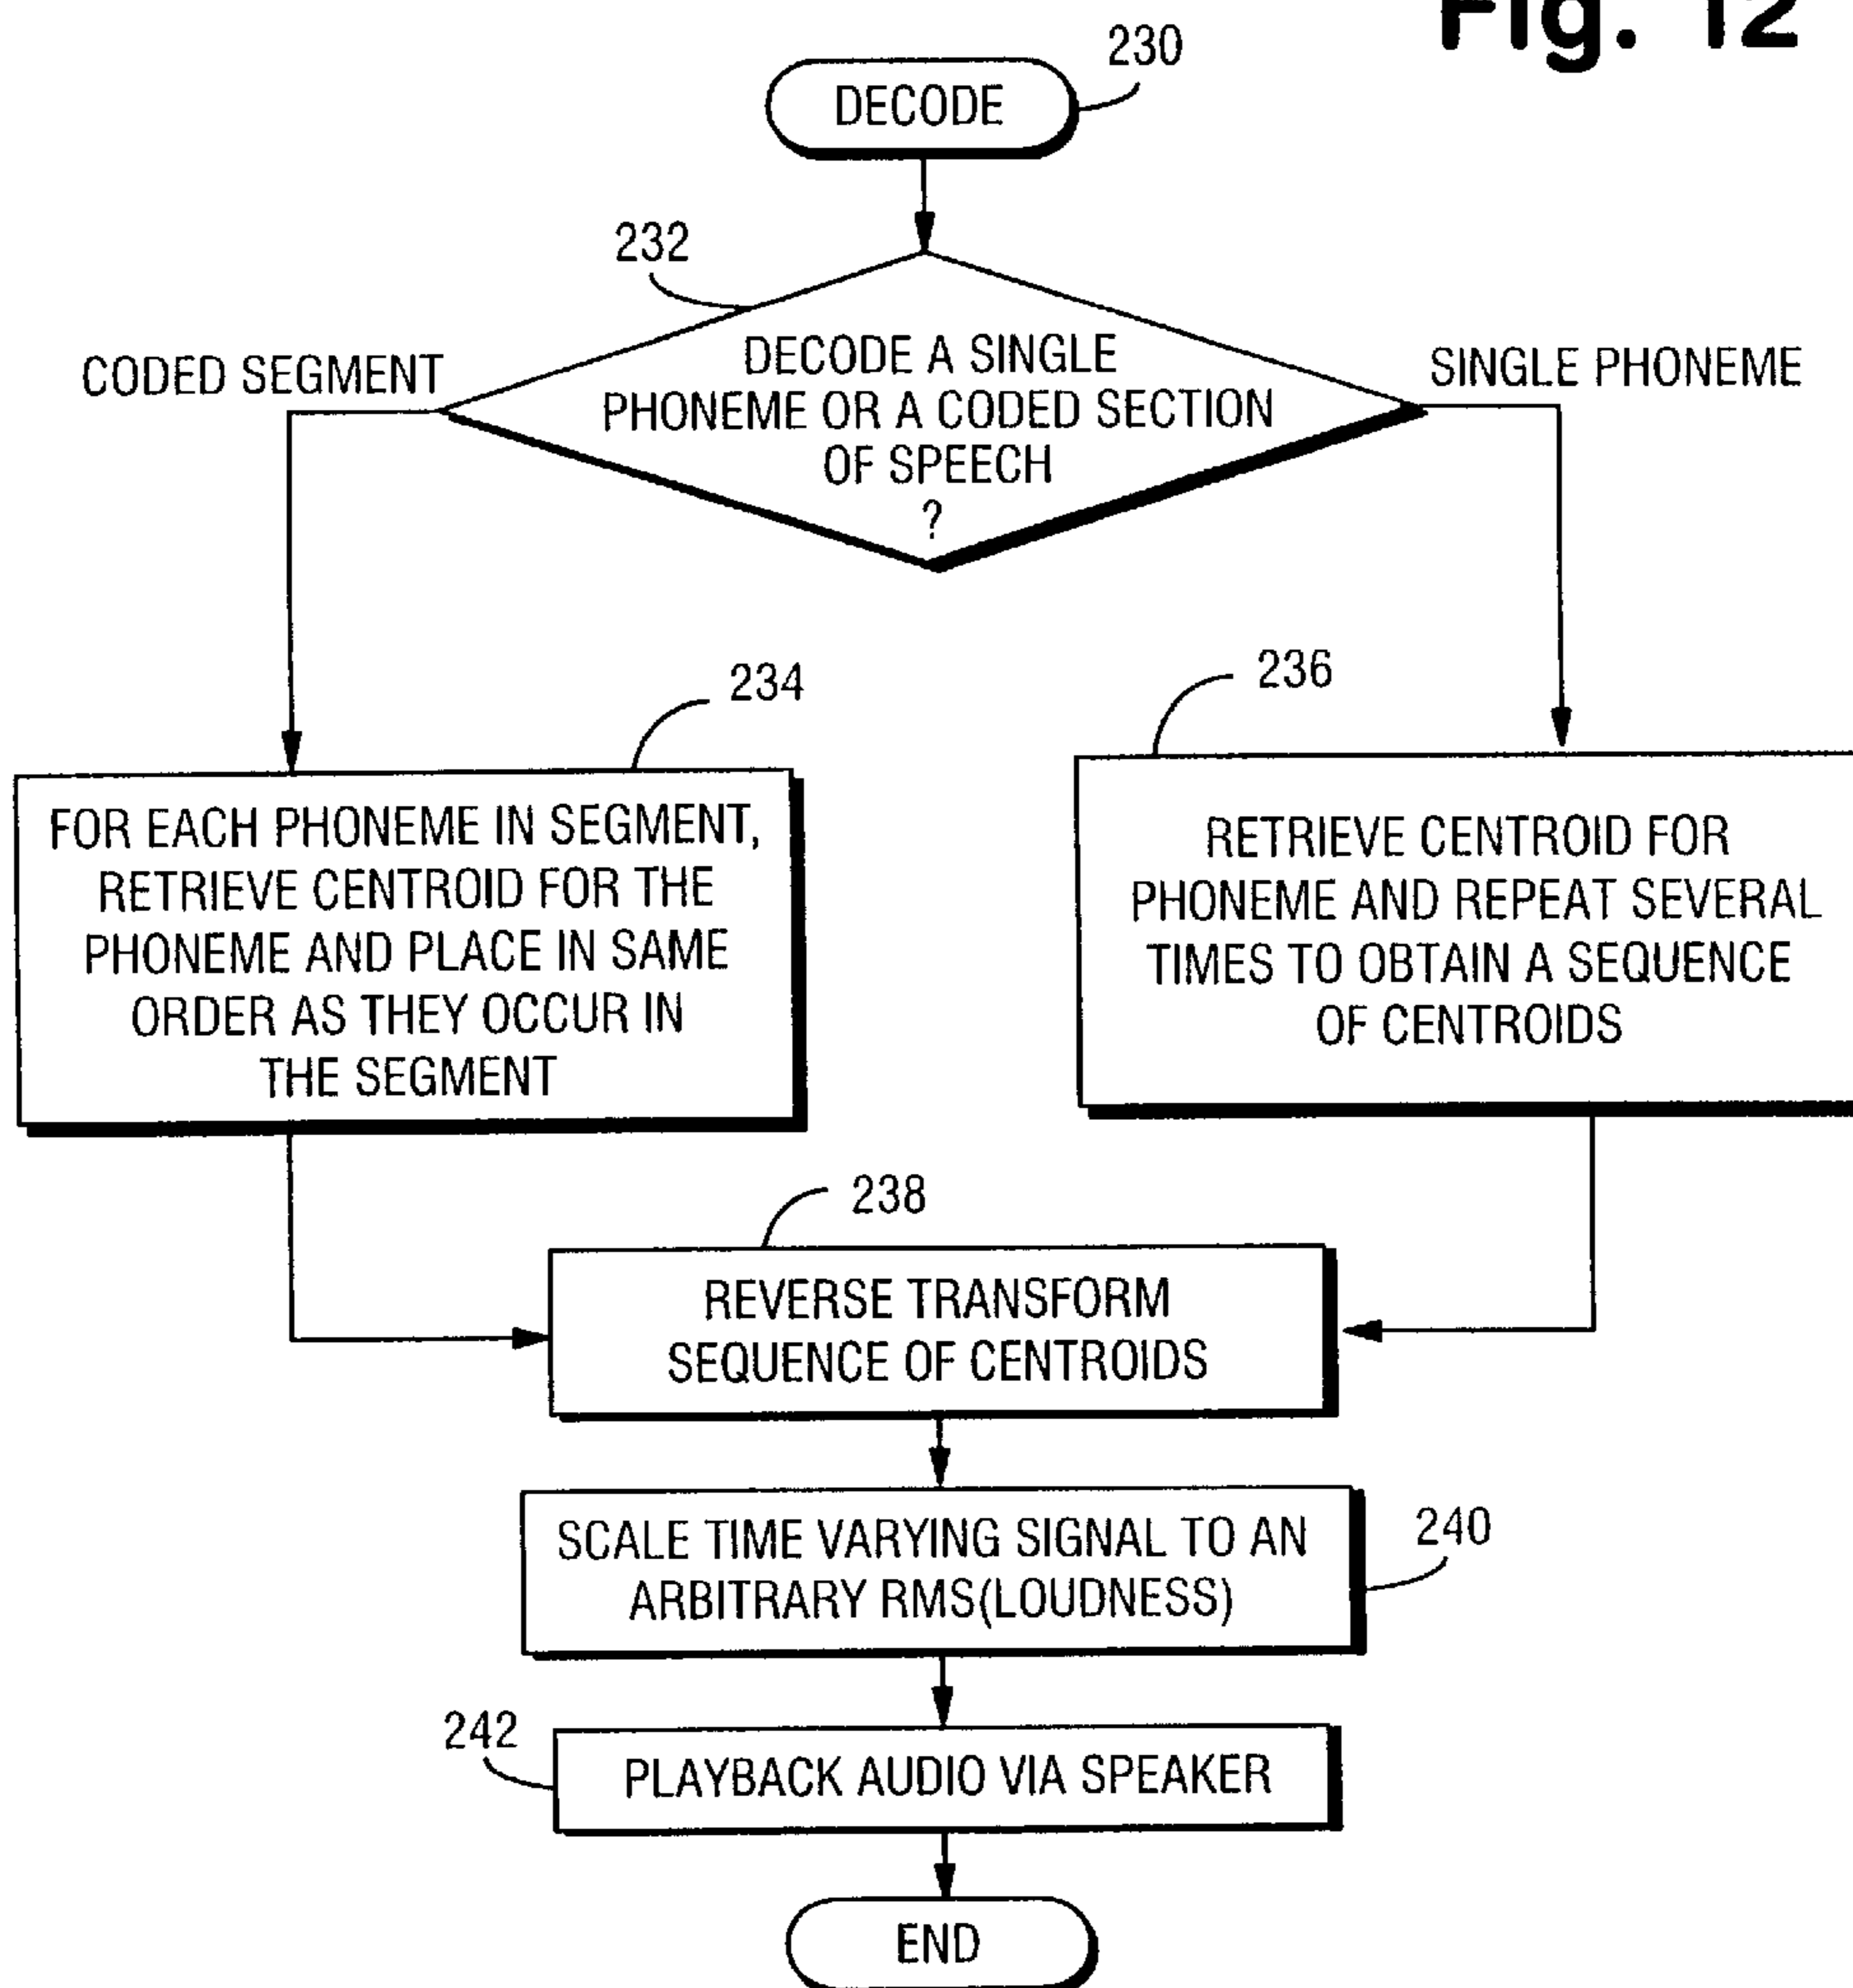 Fig. 12
230
DECODE
232
CODED SEGMENT
DECODE A SINGLE
PHONEME OR A CODED SECTION
OF SPEECH
?
SINGLE PHONEME
234
236
FOR EACH PHONEME IN SEGMENT,
RETRIEVE CENTROID FOR THE
PHONEME AND PLACE IN SAME
ORDER AS THEY OCCUR IN
THE SEGMENT
RETRIEVE CENTROID FOR
PHONEME AND REPEAT SEVERAL
TIMES TO OBTAIN A SEQUENCE
OF CENTROIDS
238
REVERSE TRANSFORM
SEQUENCE OF CENTROIDS
SCALE TIME VARYING SIGNAL TO AN
ARBITRARY RMS(LOUDNESS)
240
242
PLAYBACK AUDIO VIA SPEAKER
END